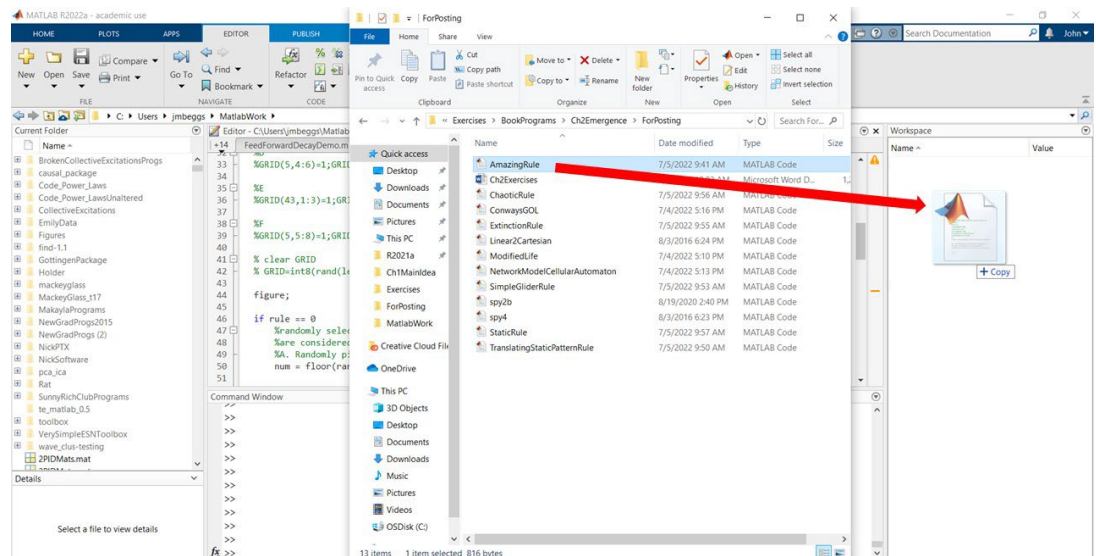 MATLAB R2022a - academic use
ForPosting
HOME PLOTS APPS EDITOR PUBLISH
File Home Share View
Search Documentation John
New Open Save
Compare
Print
Go To
Find
Bookmark
Refactor
FILE NAVIGATE CODE
Pin to Quick access
Copy
Paste
Cut
Copy path
Paste shortcut
Move to
Copy to
Delete
Rename
New folder
Properties
Open
Edit
History
Select all
Select none
Invert selection
Clipboard Organize New Open Select
C: Users jmbeggs MatlabWork
« Exercises BookPrograms Ch2Emergence ForPosting
Search For...
Current Folder
Name
BrokenCollectiveExcitationsProgs
causal_package
Code_Power_Laws
Code_Power_LawsUnaltered
CollectiveExcitations
EmilyData
Figures
find-1.1
GottingenPackage
Holder
mackeyglass
MackeyGlass_t17
MakaylaPrograms
NewGradProgs2015
NewGradProgs (2)
NickPTX
NickSoftware
pca_ica
Rat
SunnyRichClubPrograms
te_matlab_0.5
toolbox
VerySimpleESNToolbox
wave_clus-testing
2PIDMats.mat
Details
Select a file to view details
Editor - C:\Users\jmbeggs\Matlab
+14 FeedForwardDecayDemo.m
33 %GRID(5,4:6)=1;GRI
34
35 %E
36 %GRID(43,1:3)=1;GRI
37
38 %F
39 %GRID(5,5:8)=1;GRI
40
41 % clear GRID
42 % GRID=int8(rand(le
43
44 figure;
45
46 if rule == 0
47 %randomly selec
48 %are considered
49 %A. Randomly pi
50 num = floor(ran
51
Command Window
>>
>>
>>
>>
>>
>>
>>
>>
>>
>>
fx >>
Quick access
Desktop
Downloads
Documents
Pictures
This PC
R2021a
Ch1MainIdea
Exercises
ForPosting
MatlabWork
Creative Cloud File
OneDrive
This PC
3D Objects
Desktop
Documents
Downloads
Music
Pictures
Videos
OSDisk (C:)
Name Date modified Type Size
AmazingRule 7/5/2022 9:41 AM MATLAB Code
Ch2Exercises Microsoft Word D...
ChaoticRule 7/5/2022 9:56 AM MATLAB Code
ConwaysGOL 7/4/2022 5:16 PM MATLAB Code
ExtinctionRule 7/5/2022 9:55 AM MATLAB Code
Linear2Cartesian 8/3/2016 6:24 PM MATLAB Code
ModifiedLife 7/4/2022 5:10 PM MATLAB Code
NetworkModelCellularAutomaton 7/4/2022 5:13 PM MATLAB Code
SimpleGliderRule 7/5/2022 9:53 AM MATLAB Code
spy2b 8/19/2020 2:40 PM MATLAB Code
spy4 8/3/2016 6:23 PM MATLAB Code
StaticRule 7/5/2022 9:57 AM MATLAB Code
TranslatingStaticPatternRule 7/5/2022 9:50 AM MATLAB Code
13 items 1 item selected 816 bytes
Workspace
Name Value
+ Copy